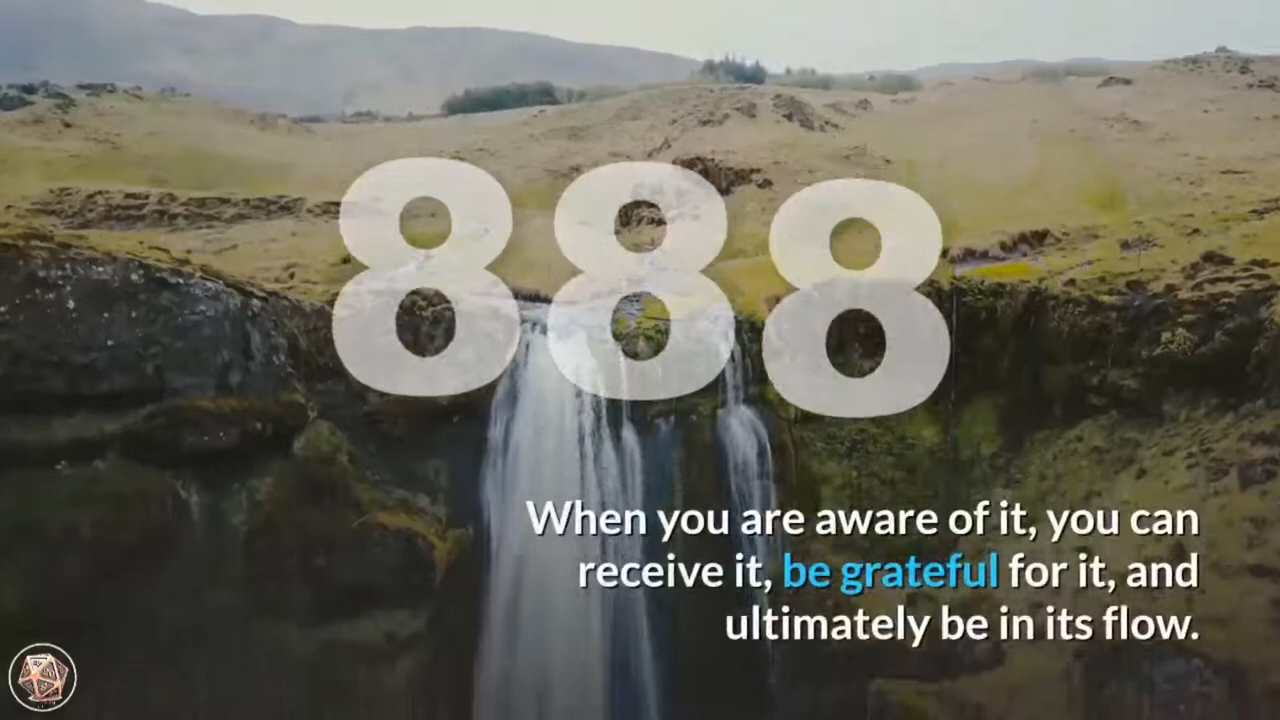 888
When you are aware of it, you can
receive it, be grateful for it, and
ultimately be in its flow.